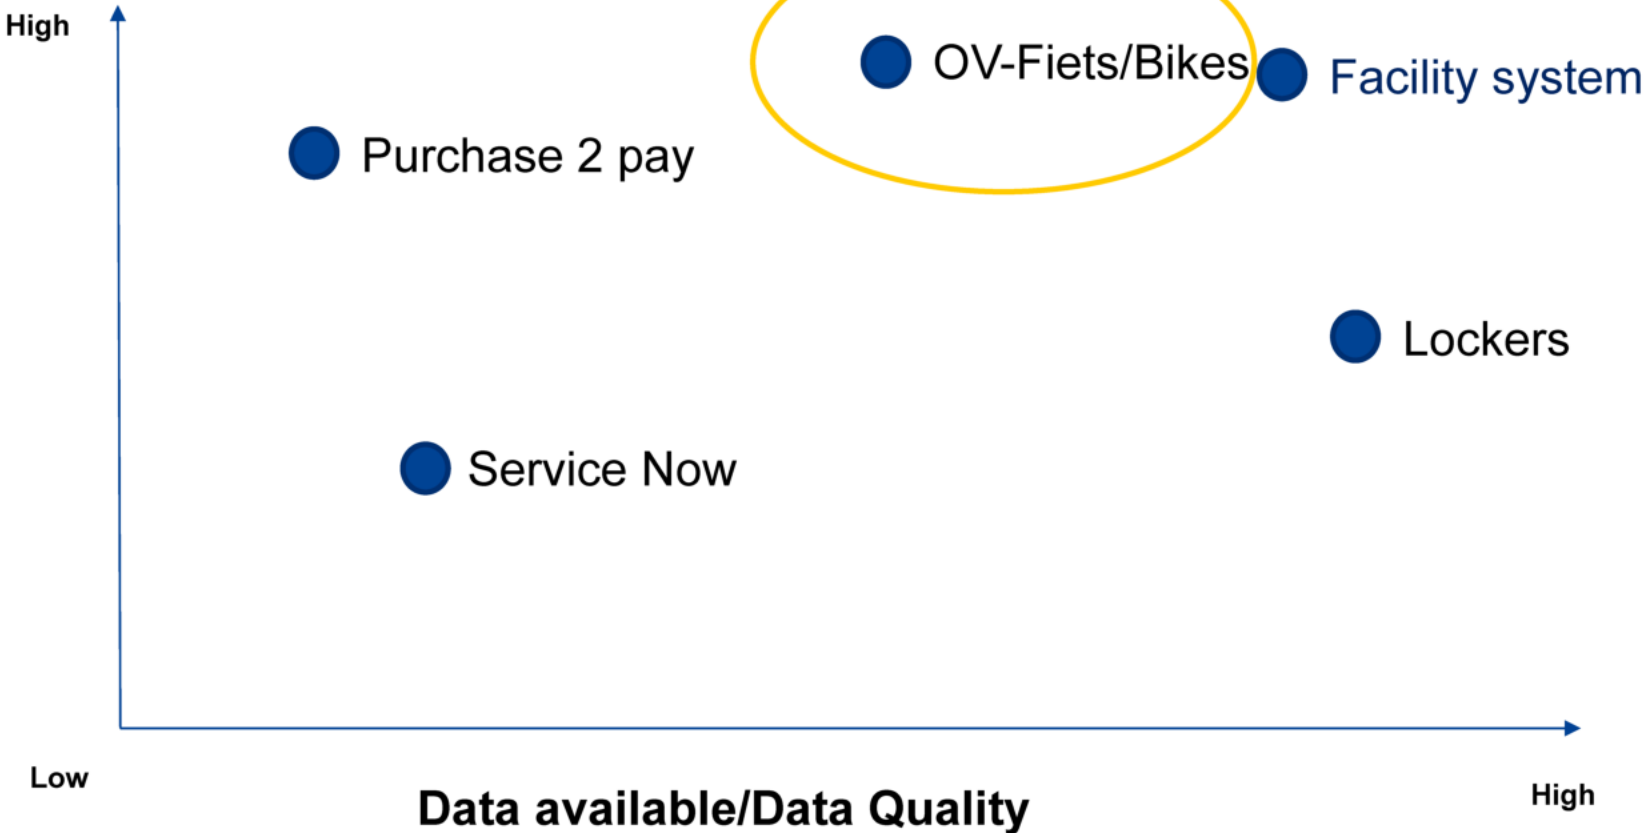 High
OV-Fiets/Bikes
Facility system
Purchase 2 pay
Lockers
Service Now
Low
High
Data available/Data Quality